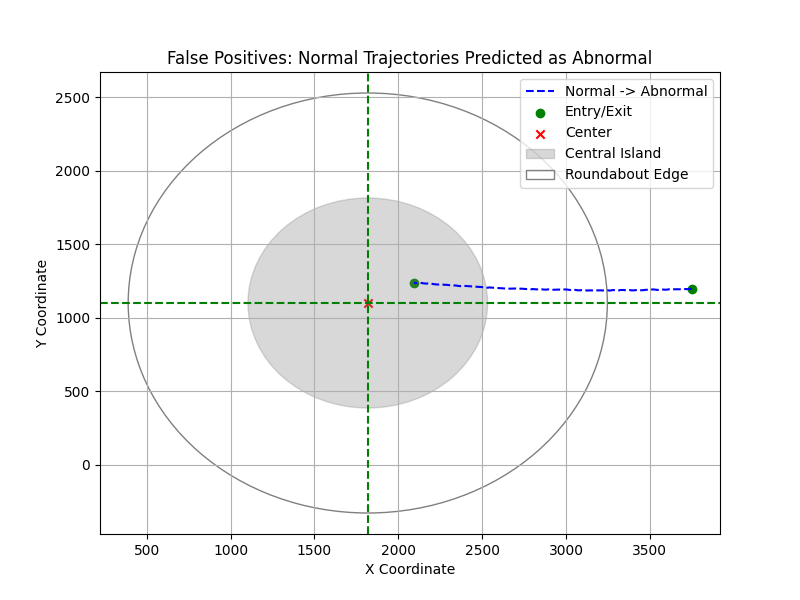 False Positives: Normal Trajectories Predicted as Abnormal
Normal -> Abnormal
Entry/Exit
Center
Central Island
Roundabout Edge
Y Coordinate
2500
2000
1500
1000
500
0
500
1000
1500
2000
2500
3000
3500
X Coordinate